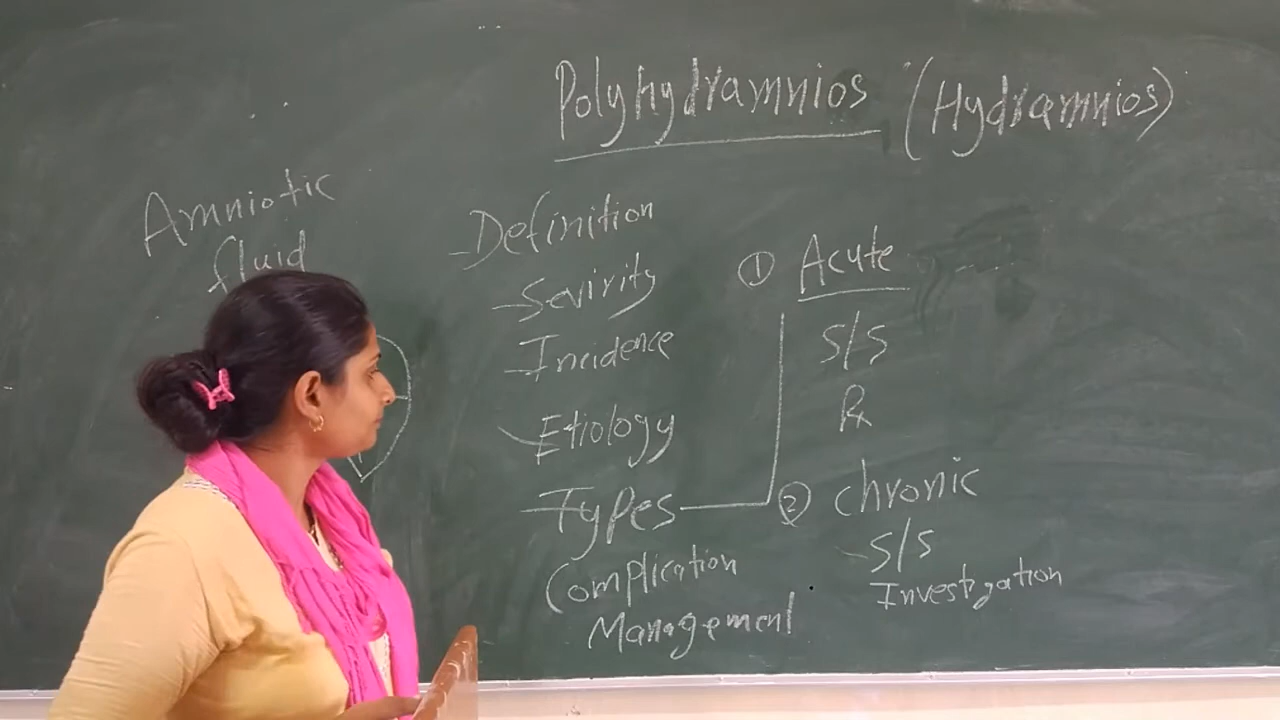 Polyhydramnios (Hydramnios)
Amniotic
fluid
- Definition
- Sevirity
- Incidence
- Etiology
- Types
Complication
Management
① Acute
S/S
Rx
② chronic
- S/S
Investigation